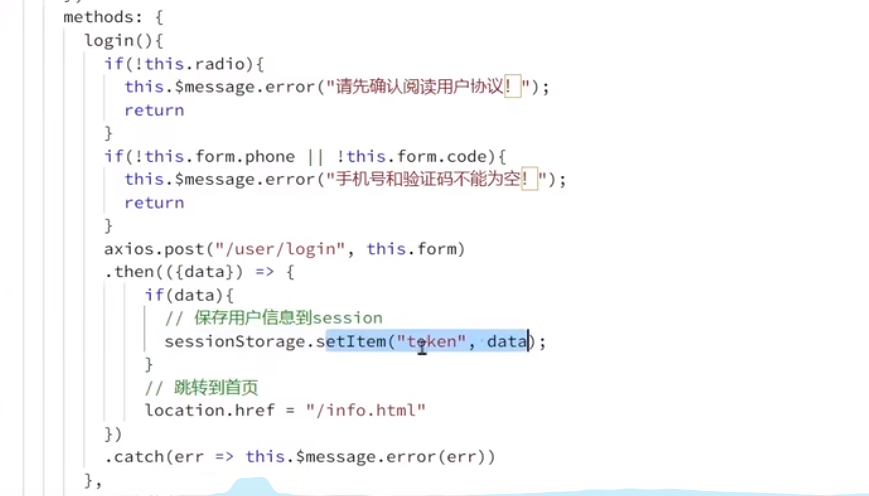 methods: {
login(){
if(!this.radio){
this.$message.error("请先确认阅读用户协议！");
return
}
if(!this.form.phone || !this.form.code){
this.$message.error("手机号和验证码不能为空！");
return
}
axios.post("/user/login", this.form)
.then(({data}) => {
if(data){
// 保存用户信息到session
sessionStorage.setItem("token", data);
}
// 跳转到首页
location.href = "/info.html"
})
.catch(err => this.$message.error(err))
},